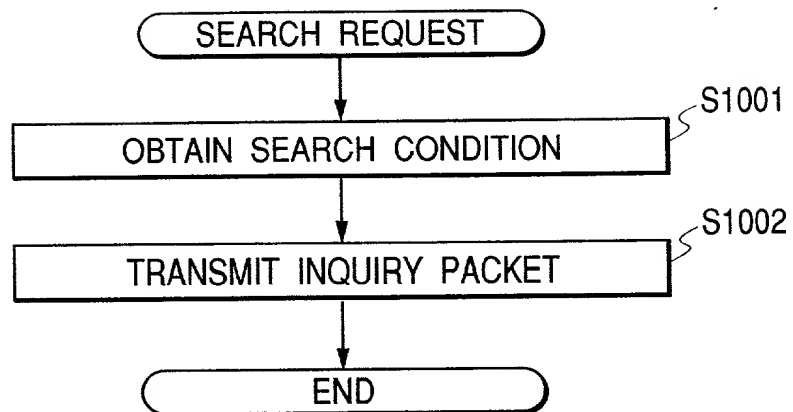 SEARCH REQUEST
S1001
OBTAIN SEARCH CONDITION
S1002
TRANSMIT INQUIRY PACKET
END